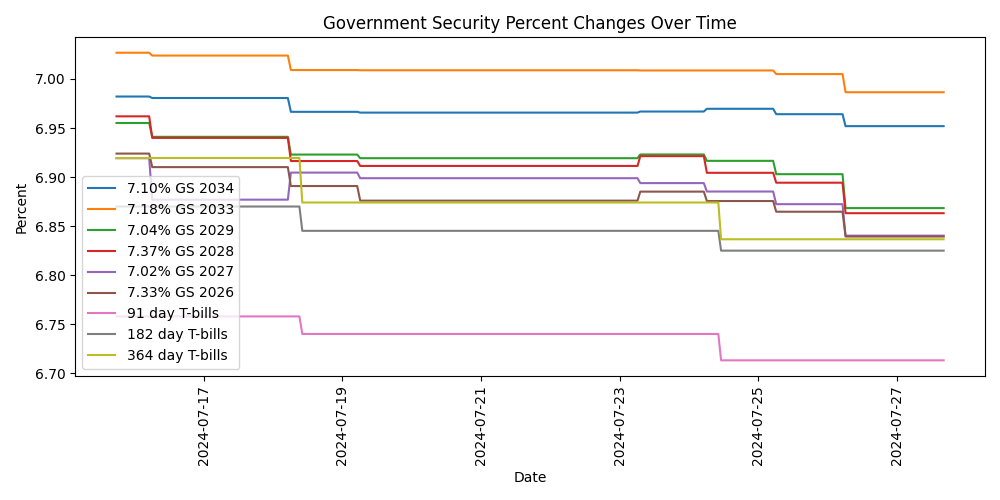 Government Security Percent Changes Over Time
Percent
7.00
6.95
6.90
6.85
6.80
6.75
6.70
7.10% GS 2034
7.18% GS 2033
7.04% GS 2029
7.37% GS 2028
7.02% GS 2027
7.33% GS 2026
91 day T-bills
182 day T-bills
364 day T-bills
2024-07-17
2024-07-19
2024-07-21
2024-07-23
2024-07-25
2024-07-27
Date